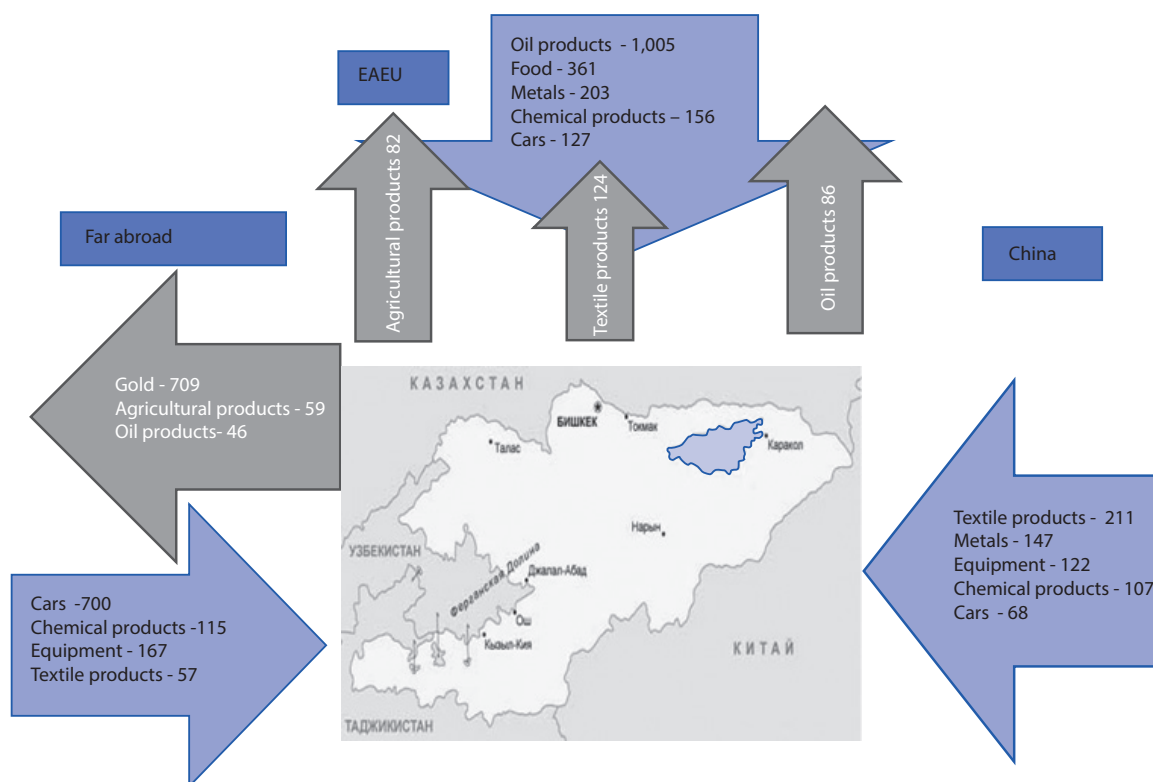 EAEU
Oil products - 1,005
Food - 361
Metals - 203
Chemical products – 156
Cars - 127
Agricultural products 82
Textile products 124
Oil products 86
Far abroad
China
Gold - 709
Agricultural products - 59
Oil products- 46
Cars -700
Chemical products -115
Equipment - 167
Textile products - 57
Textile products - 211
Metals - 147
Equipment - 122
Chemical products - 107
Cars - 68
КАЗАХСТАН
БИШКЕК
Токмак
Талас
Каракол
Нарын
УЗБЕКИСТАН
Ферганская Долина
Джалал-Абад
Ош
Кызыл-Кия
КИТАЙ
ТАДЖИКИСТАН